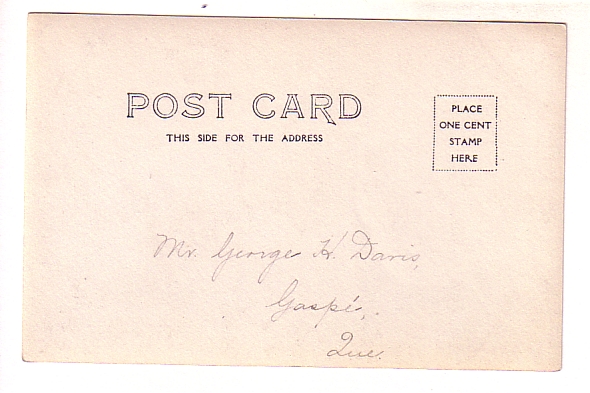 POST CARD
THIS SIDE FOR THE ADDRESS
PLACE
ONE CENT
STAMP
HERE
Mr. George H. Davis,
Gaspé,
Que.